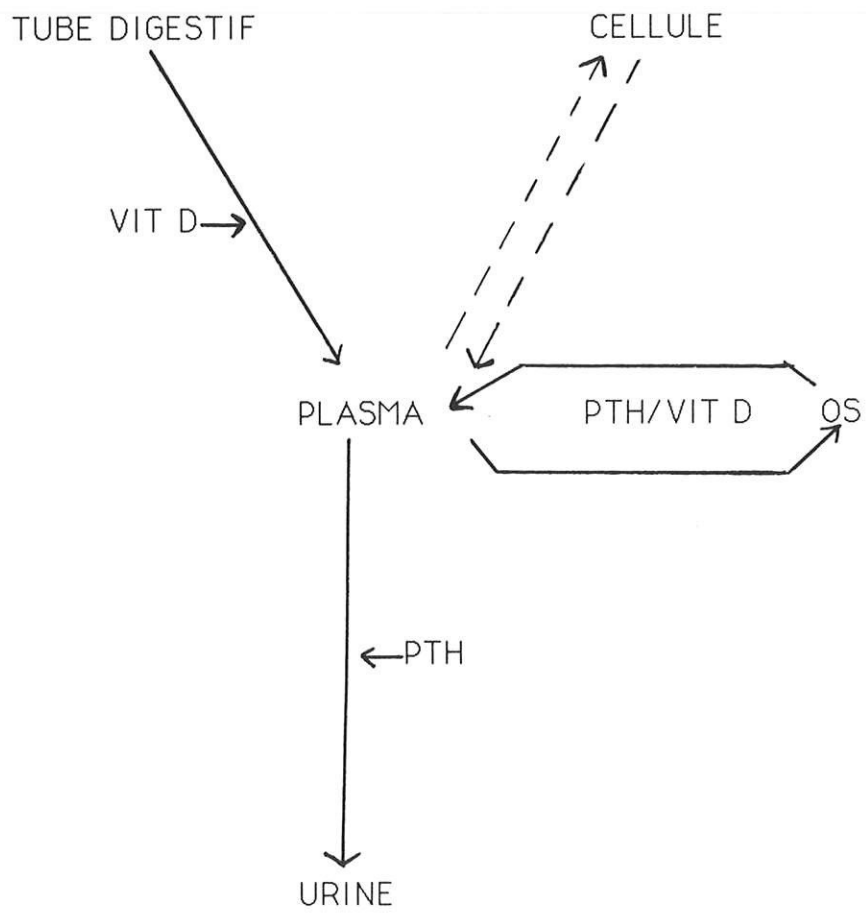 TUBE DIGESTIF
CELLULE
VIT D
PLASMA
PTH/VIT D
OS
PTH
URINE